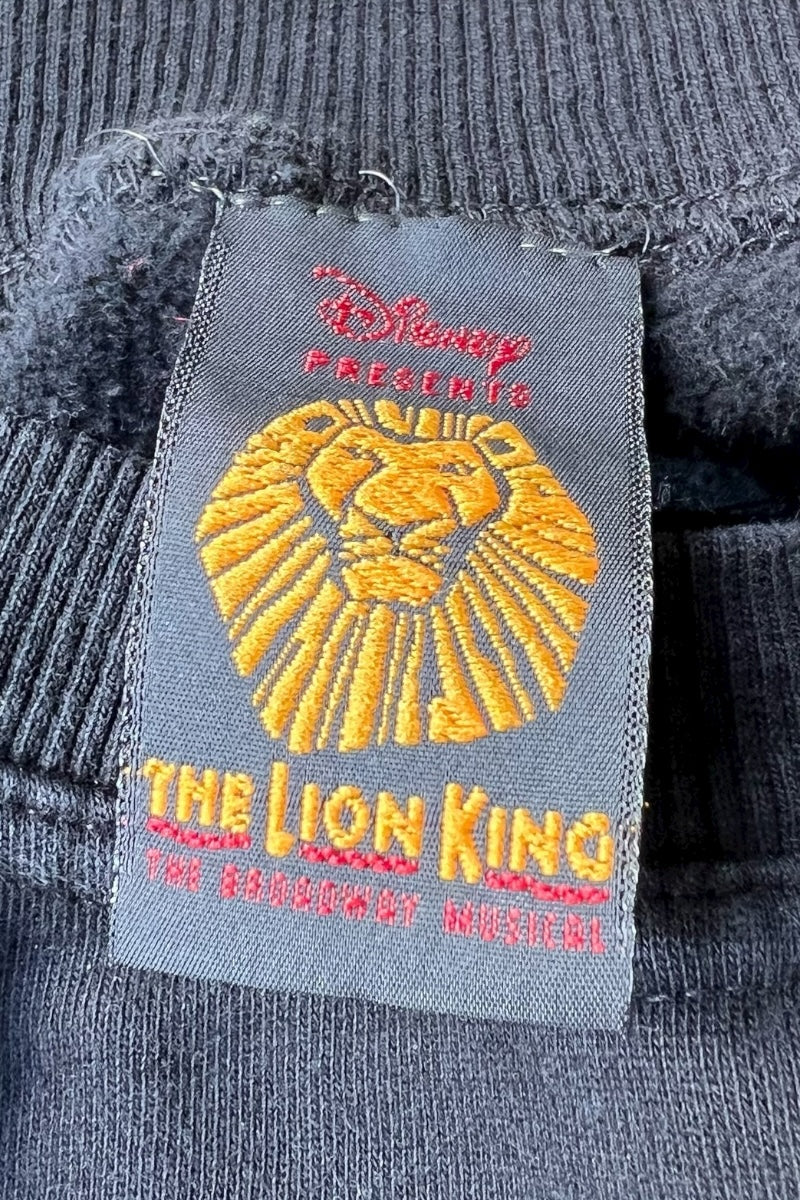 Disney
PRESENTS
THE LION KING
THE BROADWAY MUSICAL